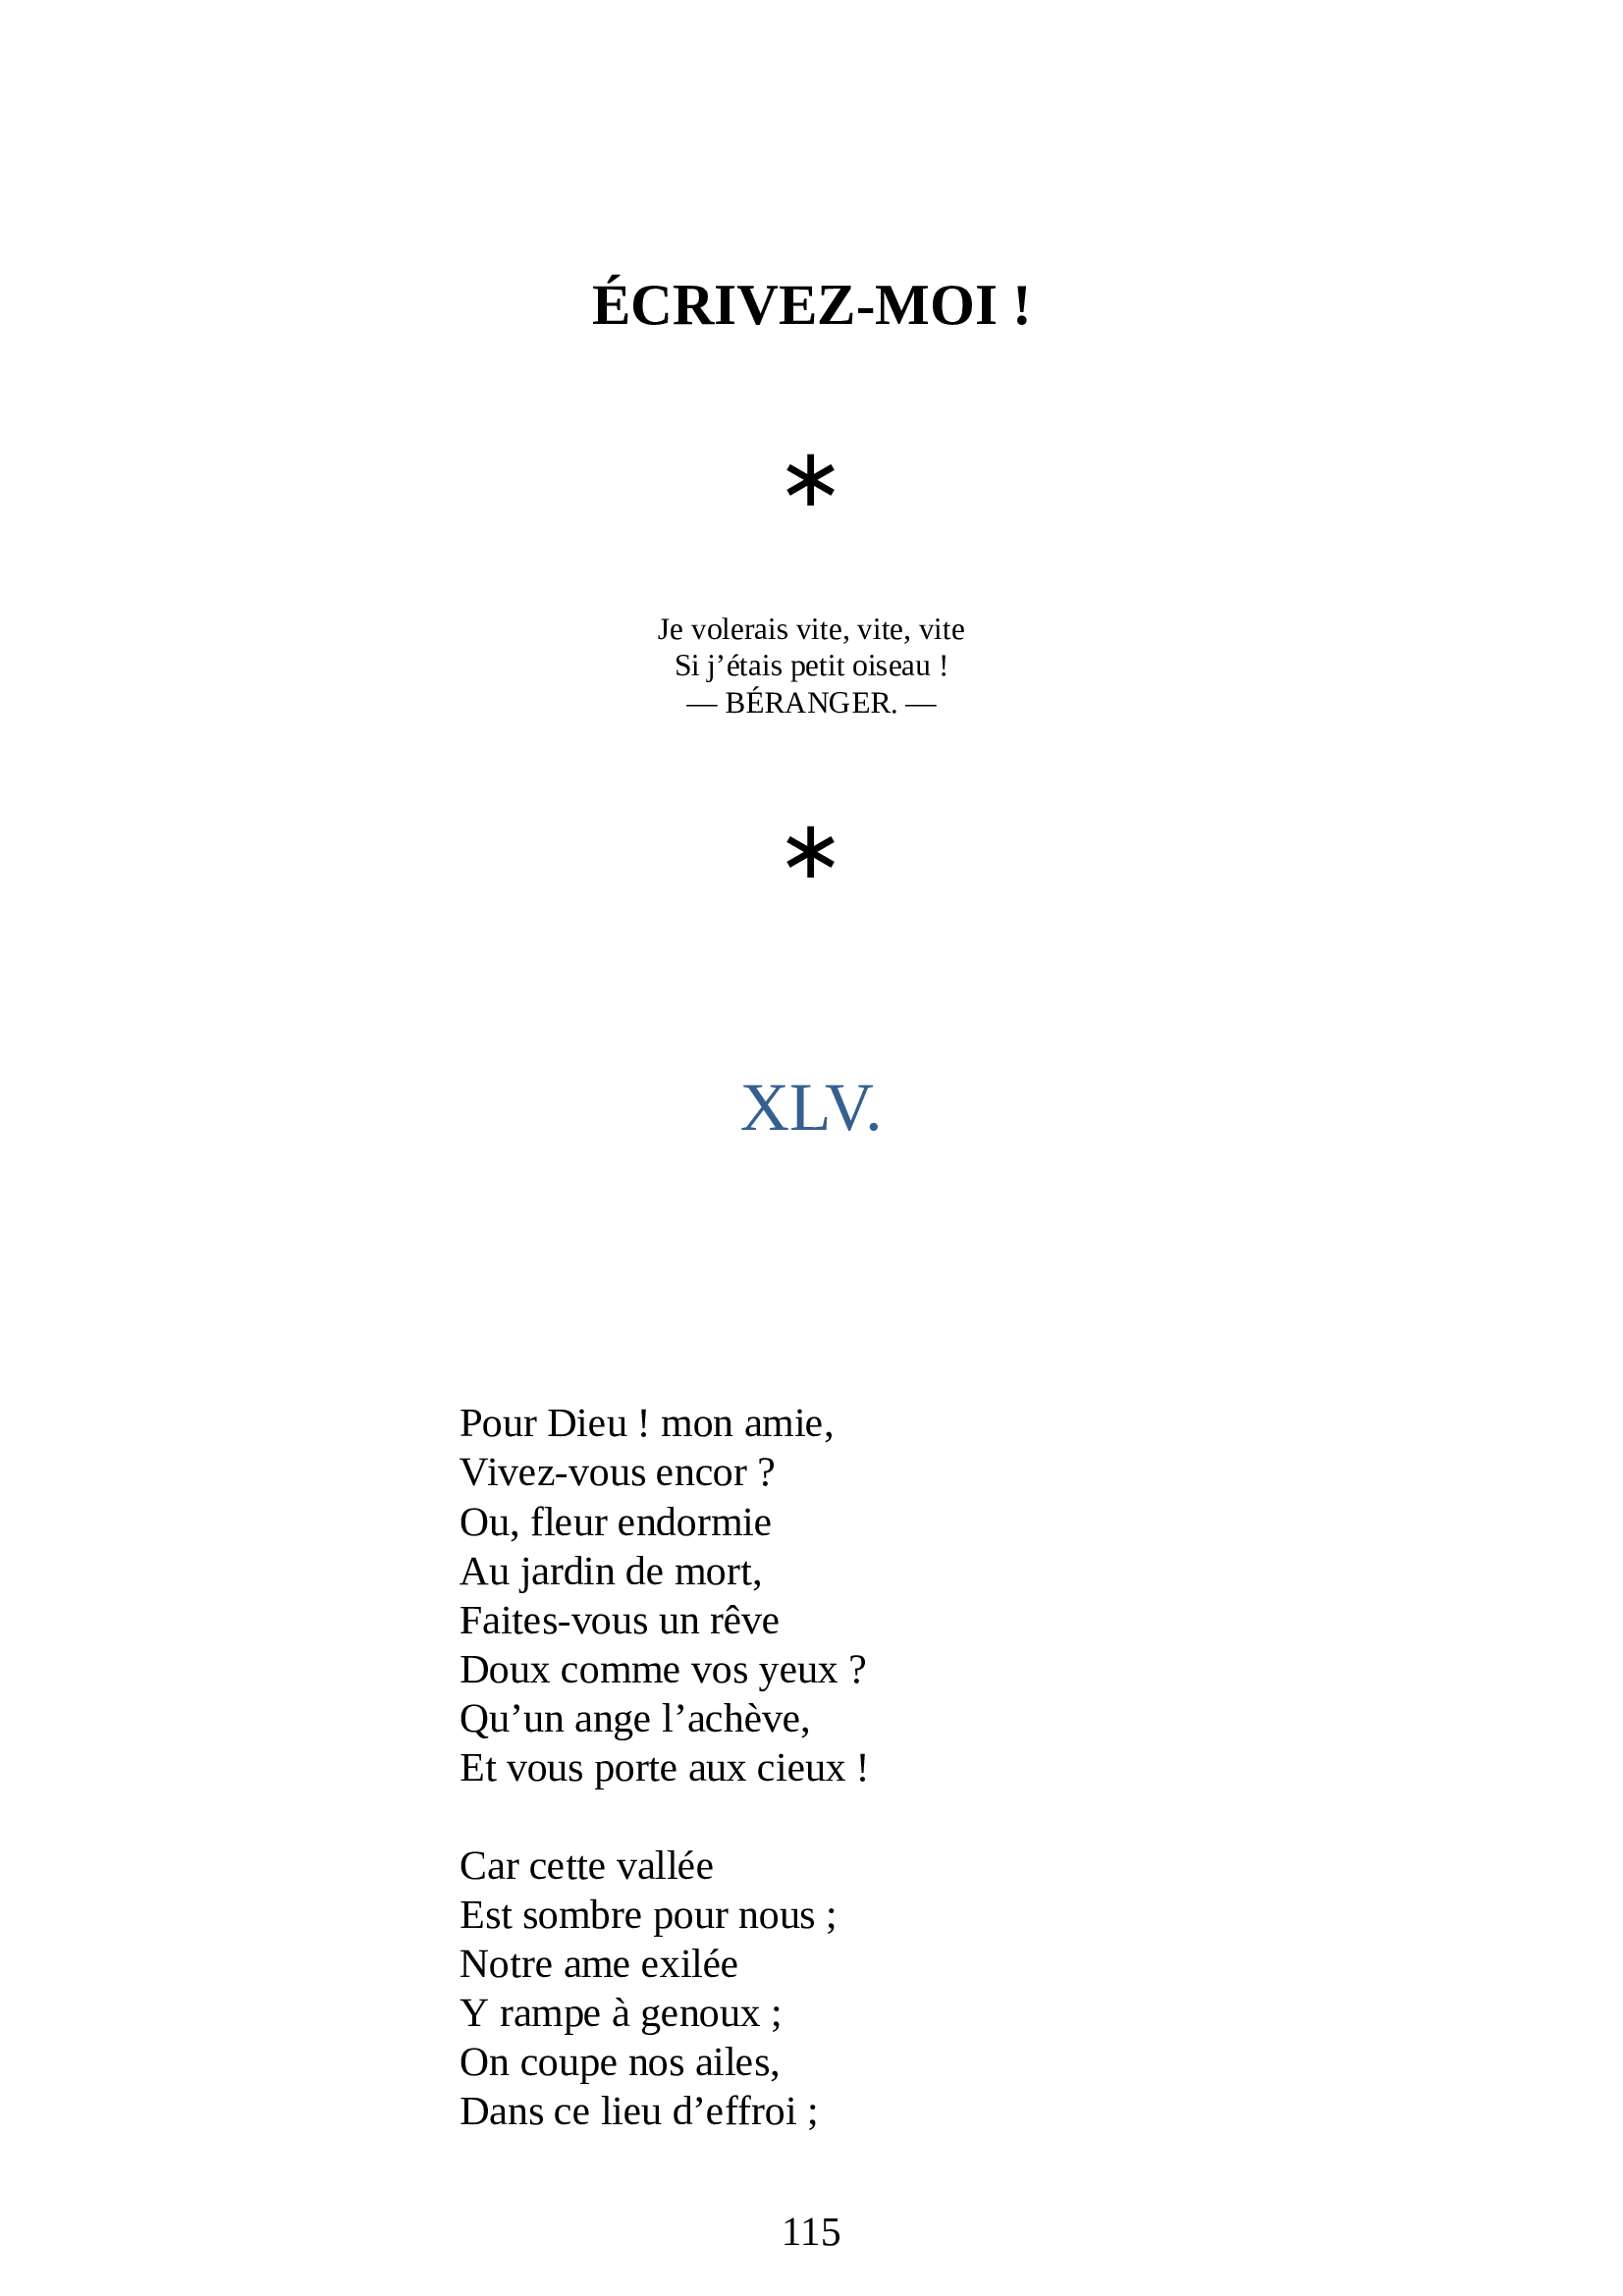 ÉCRIVEZ-MOI !
*
Je volerais vite, vite, vite
Si j’étais petit oiseau !
— BÉRANGER. —
*
XLV.
Pour Dieu ! mon amie,
Vivez-vous encor ?
Ou, fleur endormie
Au jardin de mort,
Faites-vous un rêve
Doux comme vos yeux ?
Qu’un ange l’achève,
Et vous porte aux cieux !
Car cette vallée
Est sombre pour nous ;
Notre ame exilée
Y rampe à genoux ;
On coupe nos ailes,
Dans ce lieu d’effroi ;
115